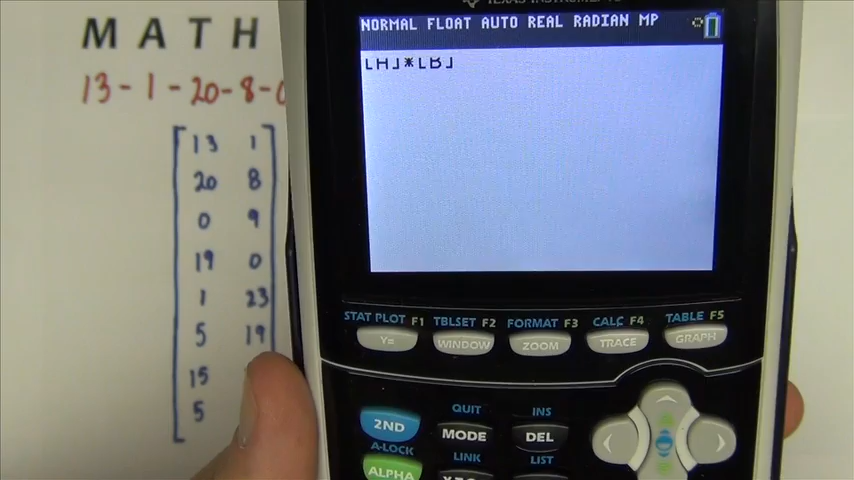 TEXAS INSTRUMENTS
NORMAL FLOAT AUTO REAL RADIAN MP
MATH
13-1-20-8-0
13 1
20 8
0 9
19 0
1 23
5 19
15
5
STAT PLOT F1 TBLSET F2 FORMAT F3 CALC F4 TABLE F5
Y= WINDOW ZOOM TRACE GRAPH
QUIT INS
2ND MODE DEL
A-LOCK LINK LIST
ALPHA